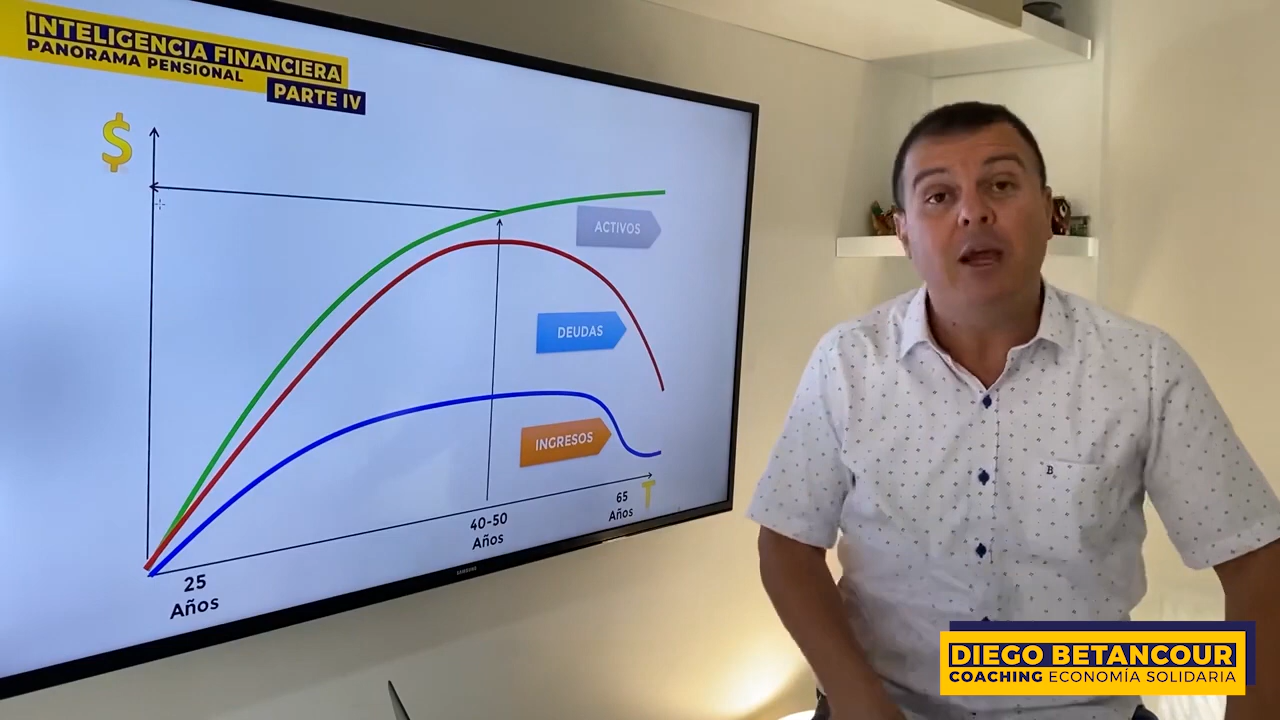 INTELIGENCIA FINANCIERA
PANORAMA PENSIONAL
PARTE IV
$
ACTIVOS
DEUDAS
INGRESOS
25
Años
40-50
Años
65
Años
T
SAMSUNG
B
DIEGO BETANCOUR
COACHING ECONOMÍA SOLIDARIA